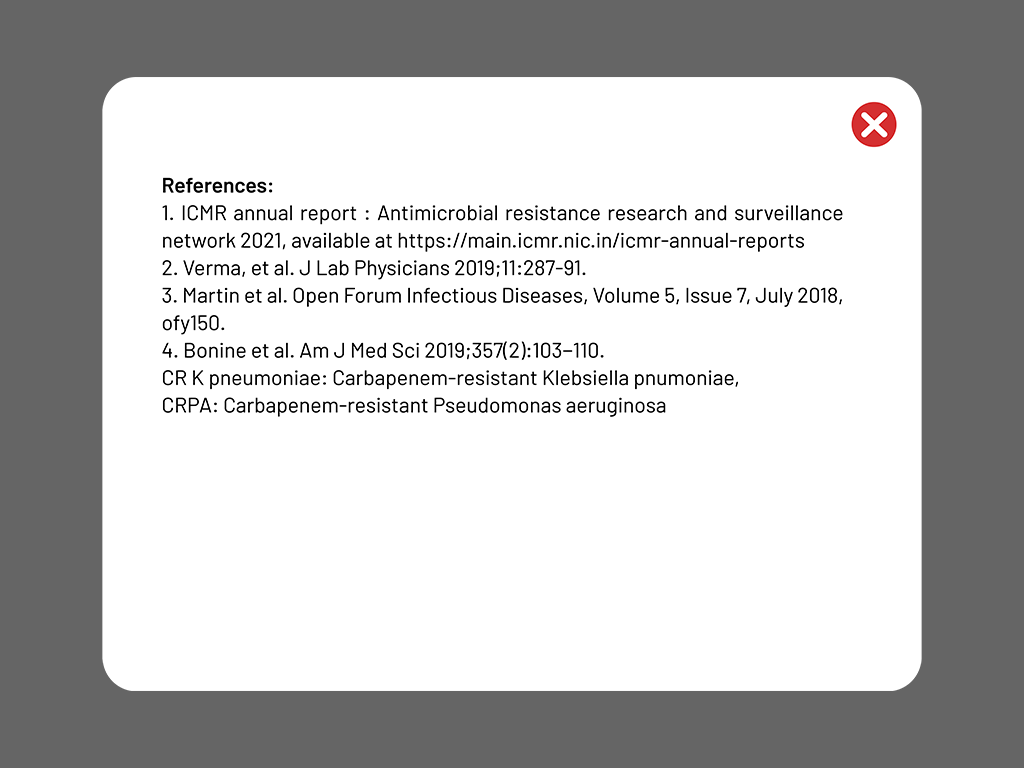 References:
1. ICMR annual report : Antimicrobial resistance research and surveillance
network 2021, available at https://main.icmr.nic.in/icmr-annual-reports
2. Verma, et al. J Lab Physicians 2019;11:287-91.
3. Martin et al. Open Forum Infectious Diseases, Volume 5, Issue 7, July 2018,
ofy150.
4. Bonine et al. Am J Med Sci 2019;357(2):103–110.
CR K pneumoniae: Carbapenem-resistant Klebsiella pnumoniae,
CRPA: Carbapenem-resistant Pseudomonas aeruginosa